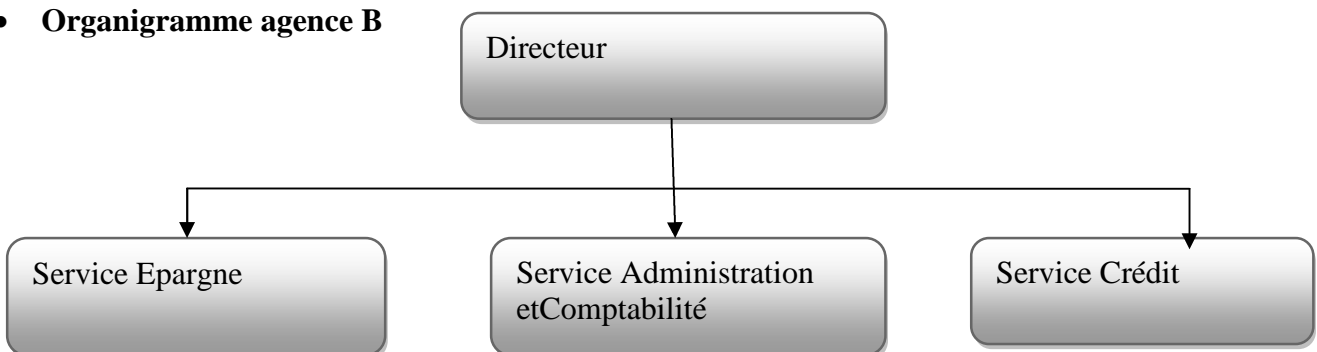 • Organigramme agence B
Directeur
Service Epargne
Service Administration
etComptabilité
Service Crédit